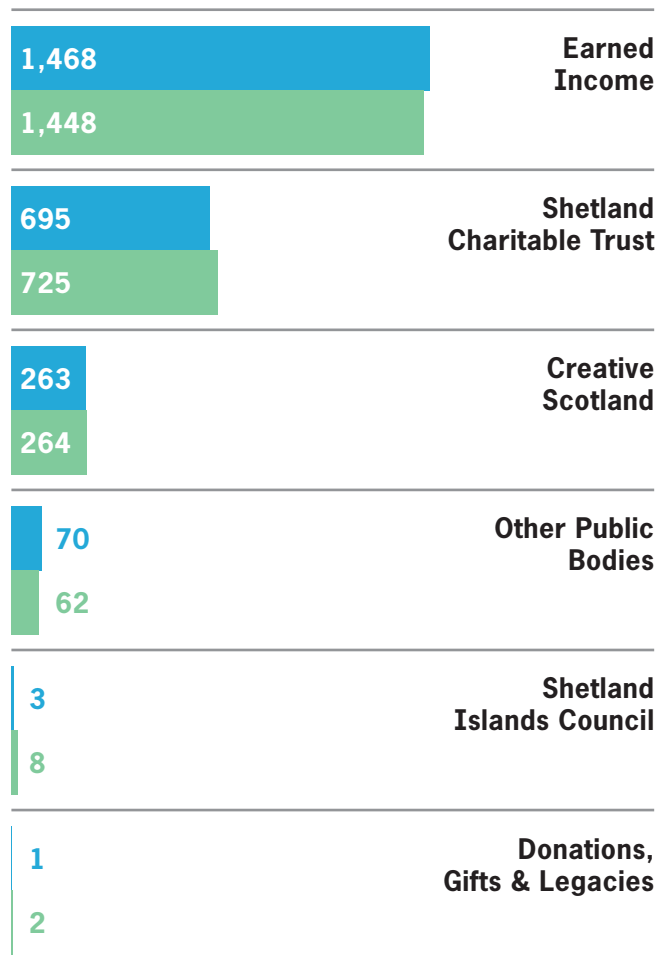 1,468
1,448
Earned
Income
695
725
Shetland
Charitable Trust
263
264
Creative
Scotland
70
62
Other Public
Bodies
3
8
Shetland
Islands Council
1
2
Donations,
Gifts & Legacies